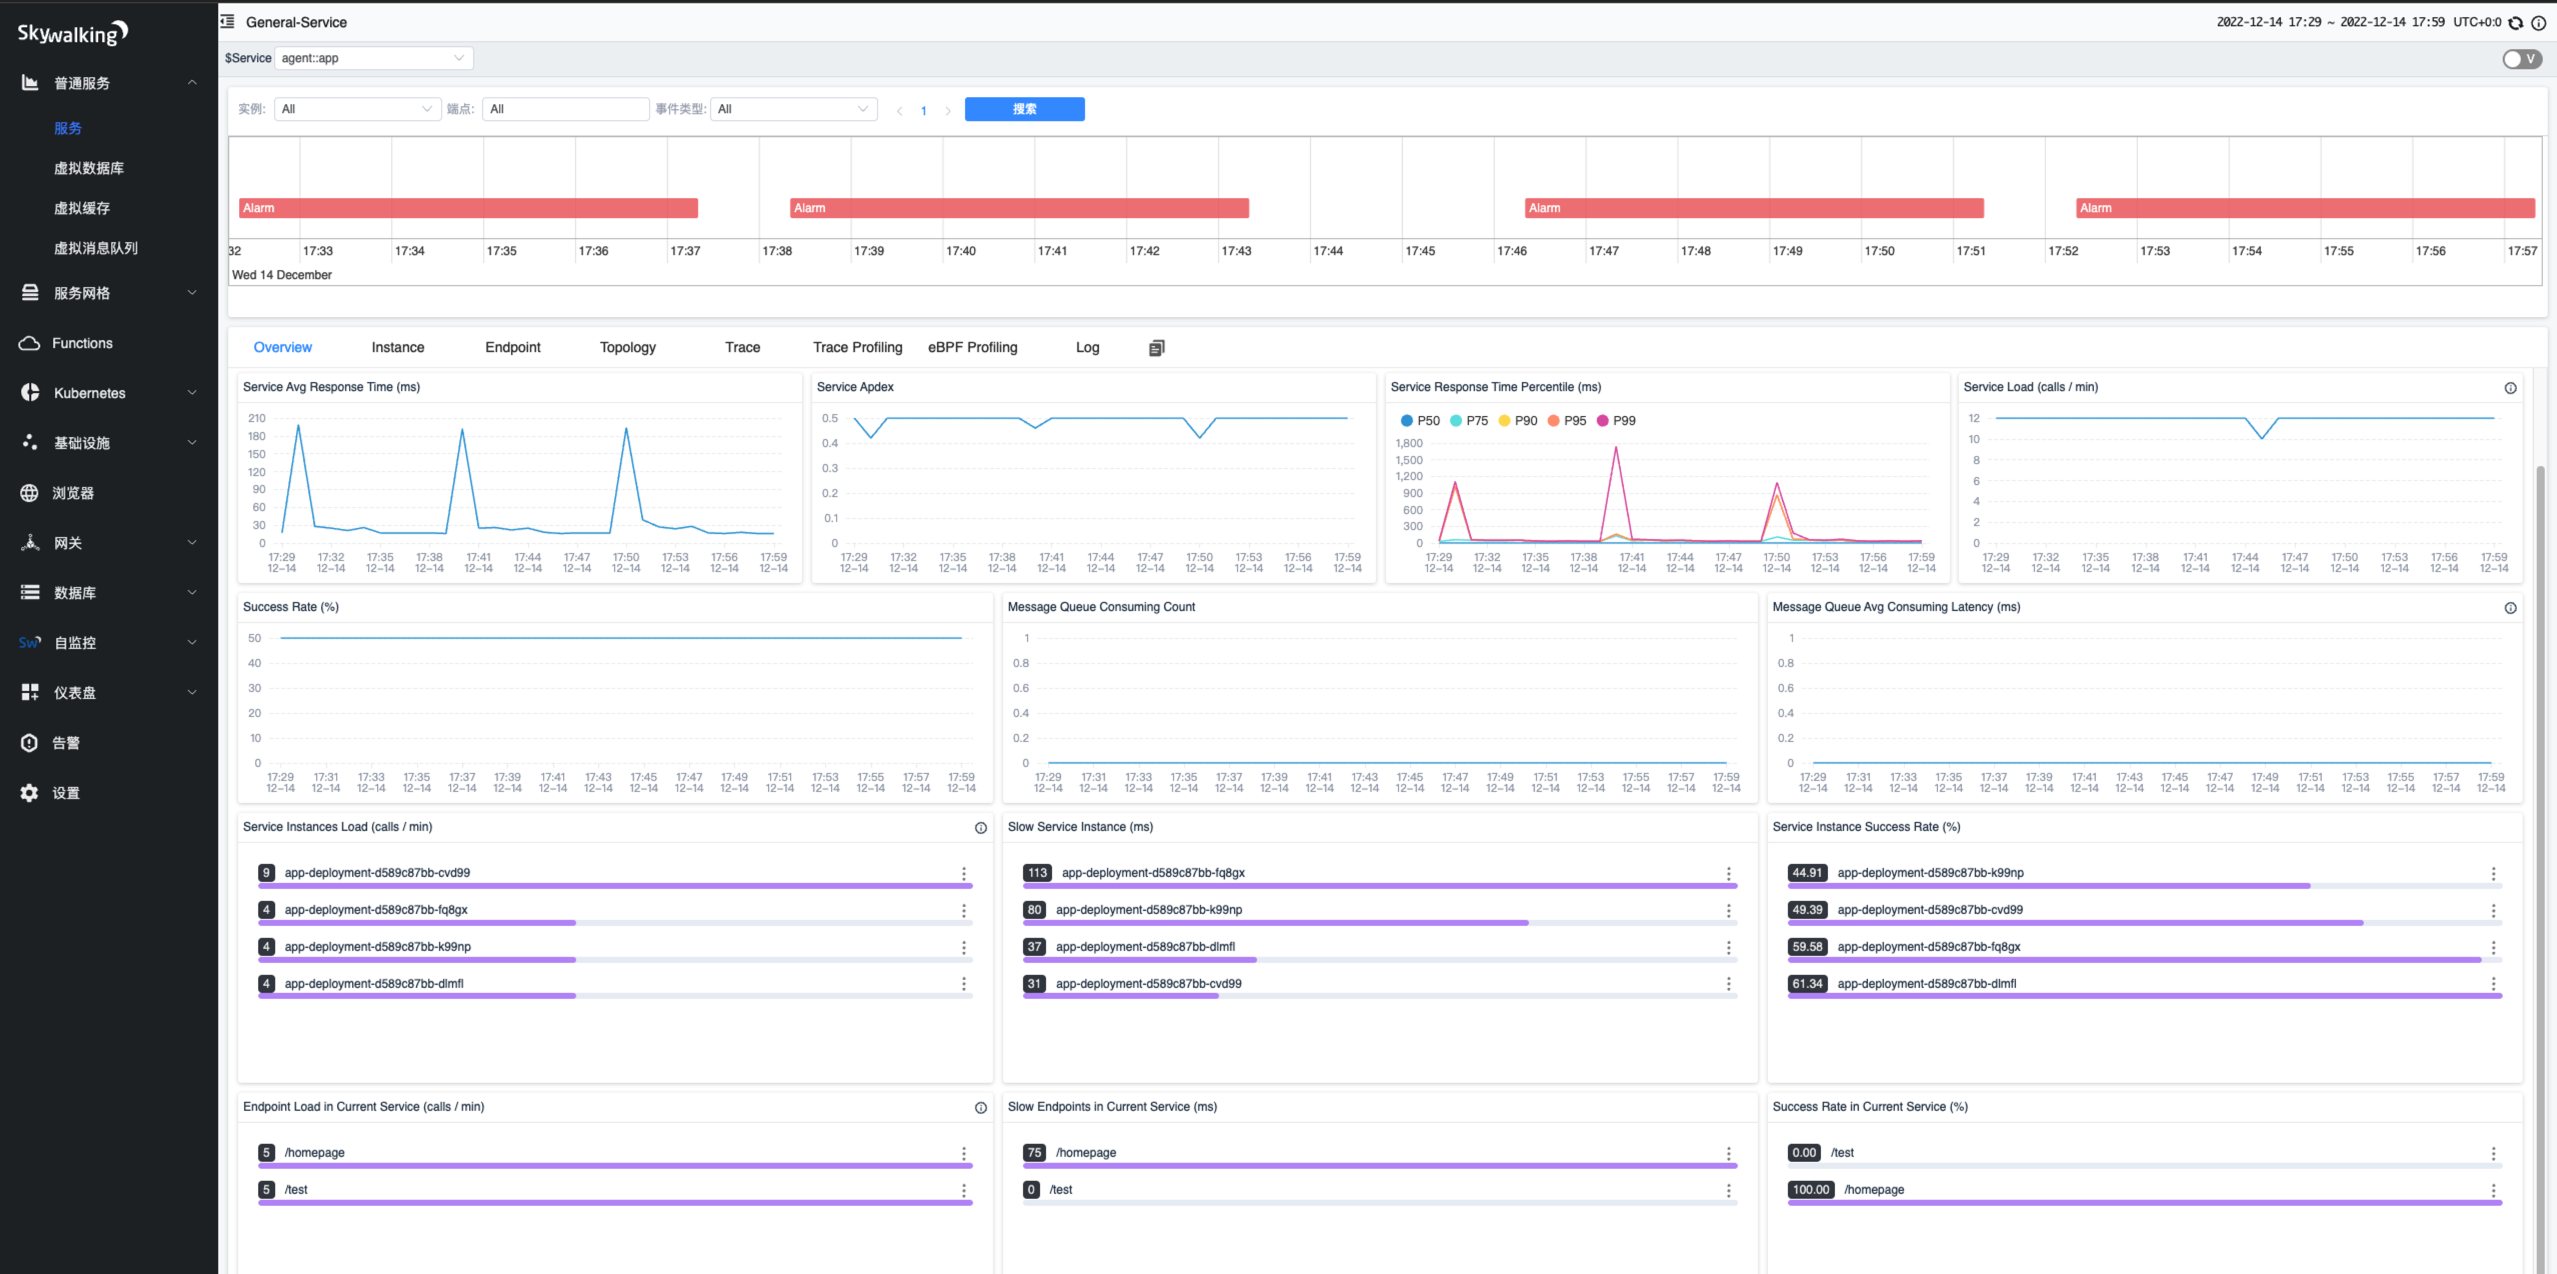 Skywalking
普通服务
服务
虚拟数据库
虚拟缓存
虚拟消息队列
服务网格
Functions
Kubernetes
基础设施
浏览器
网关
数据库
Sw 自监控
仪表盘
告警
设置
General-Service
2022-12-14 17:29 ~ 2022-12-14 17:59 UTC+0:0
$Service agent::app
V
实例: All 端点: All 事件类型: All 1 搜索
Alarm Alarm Alarm Alarm
32 17:33 17:34 17:35 17:36 17:37 17:38 17:39 17:40 17:41 17:42 17:43 17:44 17:45 17:46 17:47 17:48 17:49 17:50 17:51 17:52 17:53 17:54 17:55 17:56 17:57
Wed 14 December
Overview Instance Endpoint Topology Trace Trace Profiling eBPF Profiling Log
Service Avg Response Time (ms)
210
180
150
120
90
60
30
0
17:29 17:32 17:35 17:38 17:41 17:44 17:47 17:50 17:53 17:56 17:59
12-14 12-14 12-14 12-14 12-14 12-14 12-14 12-14 12-14 12-14 12-14
Service Apdex
0.5
0.4
0.3
0.2
0.1
0
17:29 17:32 17:35 17:38 17:41 17:44 17:47 17:50 17:53 17:56 17:59
12-14 12-14 12-14 12-14 12-14 12-14 12-14 12-14 12-14 12-14 12-14
Service Response Time Percentile (ms)
P50 P75 P90 P95 P99
1,800
1,500
1,200
900
600
300
0
17:29 17:32 17:35 17:38 17:41 17:44 17:47 17:50 17:53 17:56 17:59
12-14 12-14 12-14 12-14 12-14 12-14 12-14 12-14 12-14 12-14 12-14
Service Load (calls / min)
12
10
8
6
4
2
0
17:29 17:32 17:35 17:38 17:41 17:44 17:47 17:50 17:53 17:56 17:59
12-14 12-14 12-14 12-14 12-14 12-14 12-14 12-14 12-14 12-14 12-14
Success Rate (%)
50
40
30
20
10
0
17:29 17:31 17:33 17:35 17:37 17:39 17:41 17:43 17:45 17:47 17:49 17:51 17:53 17:55 17:57 17:59
12-14 12-14 12-14 12-14 12-14 12-14 12-14 12-14 12-14 12-14 12-14 12-14 12-14 12-14 12-14 12-14
Message Queue Consuming Count
1
0.8
0.6
0.4
0.2
0
17:29 17:31 17:33 17:35 17:37 17:39 17:41 17:43 17:45 17:47 17:49 17:51 17:53 17:55 17:57 17:59
12-14 12-14 12-14 12-14 12-14 12-14 12-14 12-14 12-14 12-14 12-14 12-14 12-14 12-14 12-14 12-14
Message Queue Avg Consuming Latency (ms)
1
0.8
0.6
0.4
0.2
0
17:29 17:31 17:33 17:35 17:37 17:39 17:41 17:43 17:45 17:47 17:49 17:51 17:53 17:55 17:57 17:59
12-14 12-14 12-14 12-14 12-14 12-14 12-14 12-14 12-14 12-14 12-14 12-14 12-14 12-14 12-14 12-14
Service Instances Load (calls / min)
9 app-deployment-d589c87bb-cvd99
4 app-deployment-d589c87bb-fq8gx
4 app-deployment-d589c87bb-k99np
4 app-deployment-d589c87bb-dlmfl
Slow Service Instance (ms)
113 app-deployment-d589c87bb-fq8gx
80 app-deployment-d589c87bb-k99np
37 app-deployment-d589c87bb-dlmfl
31 app-deployment-d589c87bb-cvd99
Service Instance Success Rate (%)
44.91 app-deployment-d589c87bb-k99np
49.39 app-deployment-d589c87bb-cvd99
59.58 app-deployment-d589c87bb-fq8gx
61.34 app-deployment-d589c87bb-dlmfl
Endpoint Load in Current Service (calls / min)
5 /homepage
5 /test
Slow Endpoints in Current Service (ms)
75 /homepage
0 /test
Success Rate in Current Service (%)
0.00 /test
100.00 /homepage